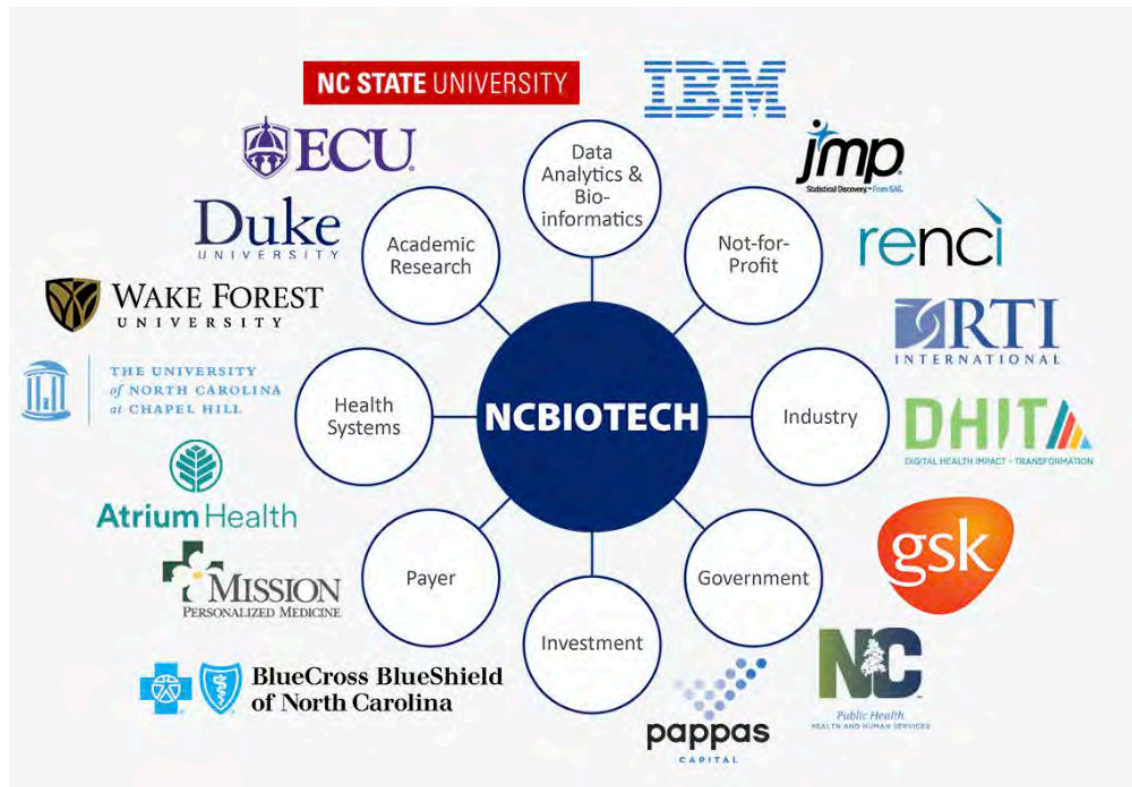 NC STATE UNIVERSITY
IBM
ECU
jmp
Statistical Discovery.™ From SAS.
Data
Analytics &
Bio-
informatics
Duke
UNIVERSITY
Academic
Research
Not-for-
Profit
renci
WAKE FOREST
UNIVERSITY
RTI
INTERNATIONAL
THE UNIVERSITY
of NORTH CAROLINA
at CHAPEL HILL
Health
Systems
NCBIOTECH
Industry
DHIT
DIGITAL HEALTH IMPACT + TRANSFORMATION
Atrium Health
gsk
MISSION
PERSONALIZED MEDICINE
Payer
Government
Investment
BlueCross BlueShield
of North Carolina
pappas
CAPITAL
NC
Public Health
HEALTH AND HUMAN SERVICES